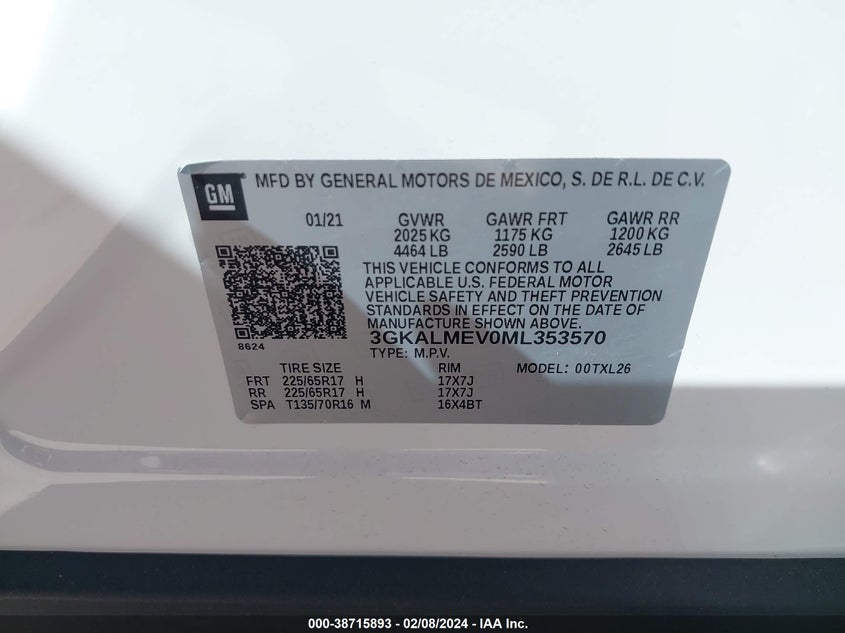 GM MFD BY GENERAL MOTORS DE MEXICO, S. DE R.L. DE C.V.
01/21 GVWR GAWR FRT GAWR RR
2025 KG 1175 KG 1200 KG
4464 LB 2590 LB 2645 LB
THIS VEHICLE CONFORMS TO ALL
APPLICABLE U.S. FEDERAL MOTOR
VEHICLE SAFETY AND THEFT PREVENTION
STANDARDS IN EFFECT ON THE DATE OF
MANUFACTURE SHOWN ABOVE.
8624
3GKALMEV0ML353570
TYPE: M.P.V. MODEL: 00TXL26
TIRE SIZE RIM
FRT 225/65R17 H 17X7J
RR 225/65R17 H 17X7J
SPA T135/70R16 M 16X4BT
000-38715893 - 02/08/2024 - IAA Inc.